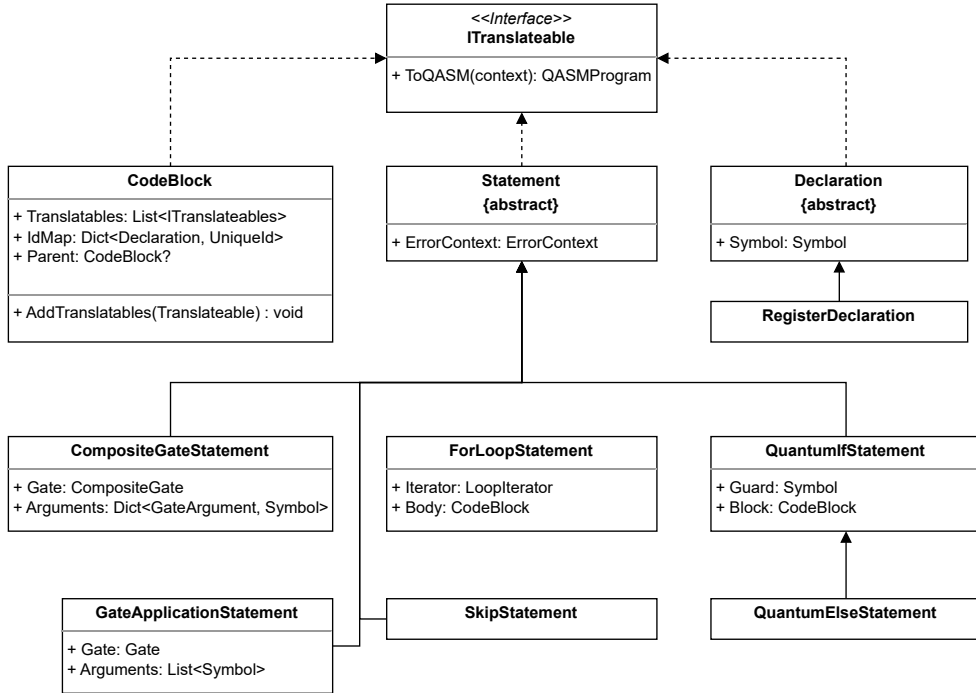 <<Interface>>
ITranslateable
+ ToQASM(context): QASMProgram
CodeBlock
+ Translatables: List<ITranslateables>
+ IdMap: Dict<Declaration, UniqueId>
+ Parent: CodeBlock?
+ AddTranslatables(Translateable) : void
Statement
{abstract}
+ ErrorContext: ErrorContext
Declaration
{abstract}
+ Symbol: Symbol
RegisterDeclaration
CompositeGateStatement
+ Gate: CompositeGate
+ Arguments: Dict<GateArgument, Symbol>
ForLoopStatement
+ Iterator: LoopIterator
+ Body: CodeBlock
QuantumIfStatement
+ Guard: Symbol
+ Block: CodeBlock
GateApplicationStatement
+ Gate: Gate
+ Arguments: List<Symbol>
SkipStatement
QuantumElseStatement